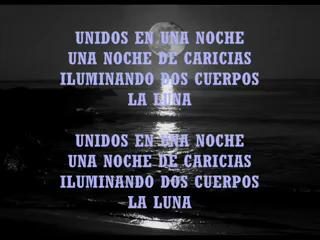 UNIDOS EN UNA NOCHE
UNA NOCHE DE CARICIAS
ILUMINANDO DOS CUERPOS
LA LUNA
UNIDOS EN UNA NOCHE
UNA NOCHE DE CARICIAS
ILUMINANDO DOS CUERPOS
LA LUNA